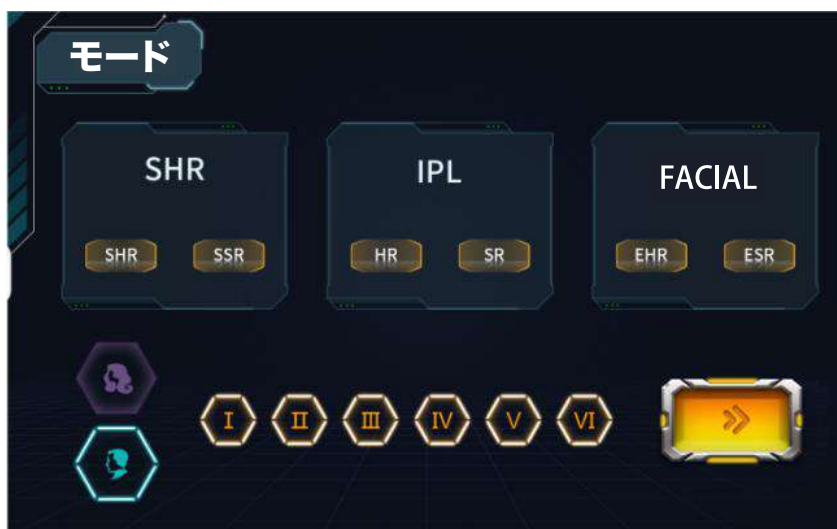 モード
SHR IPL FACIAL
SHR SSR HR SR EHR ESR
I II III IV V VI